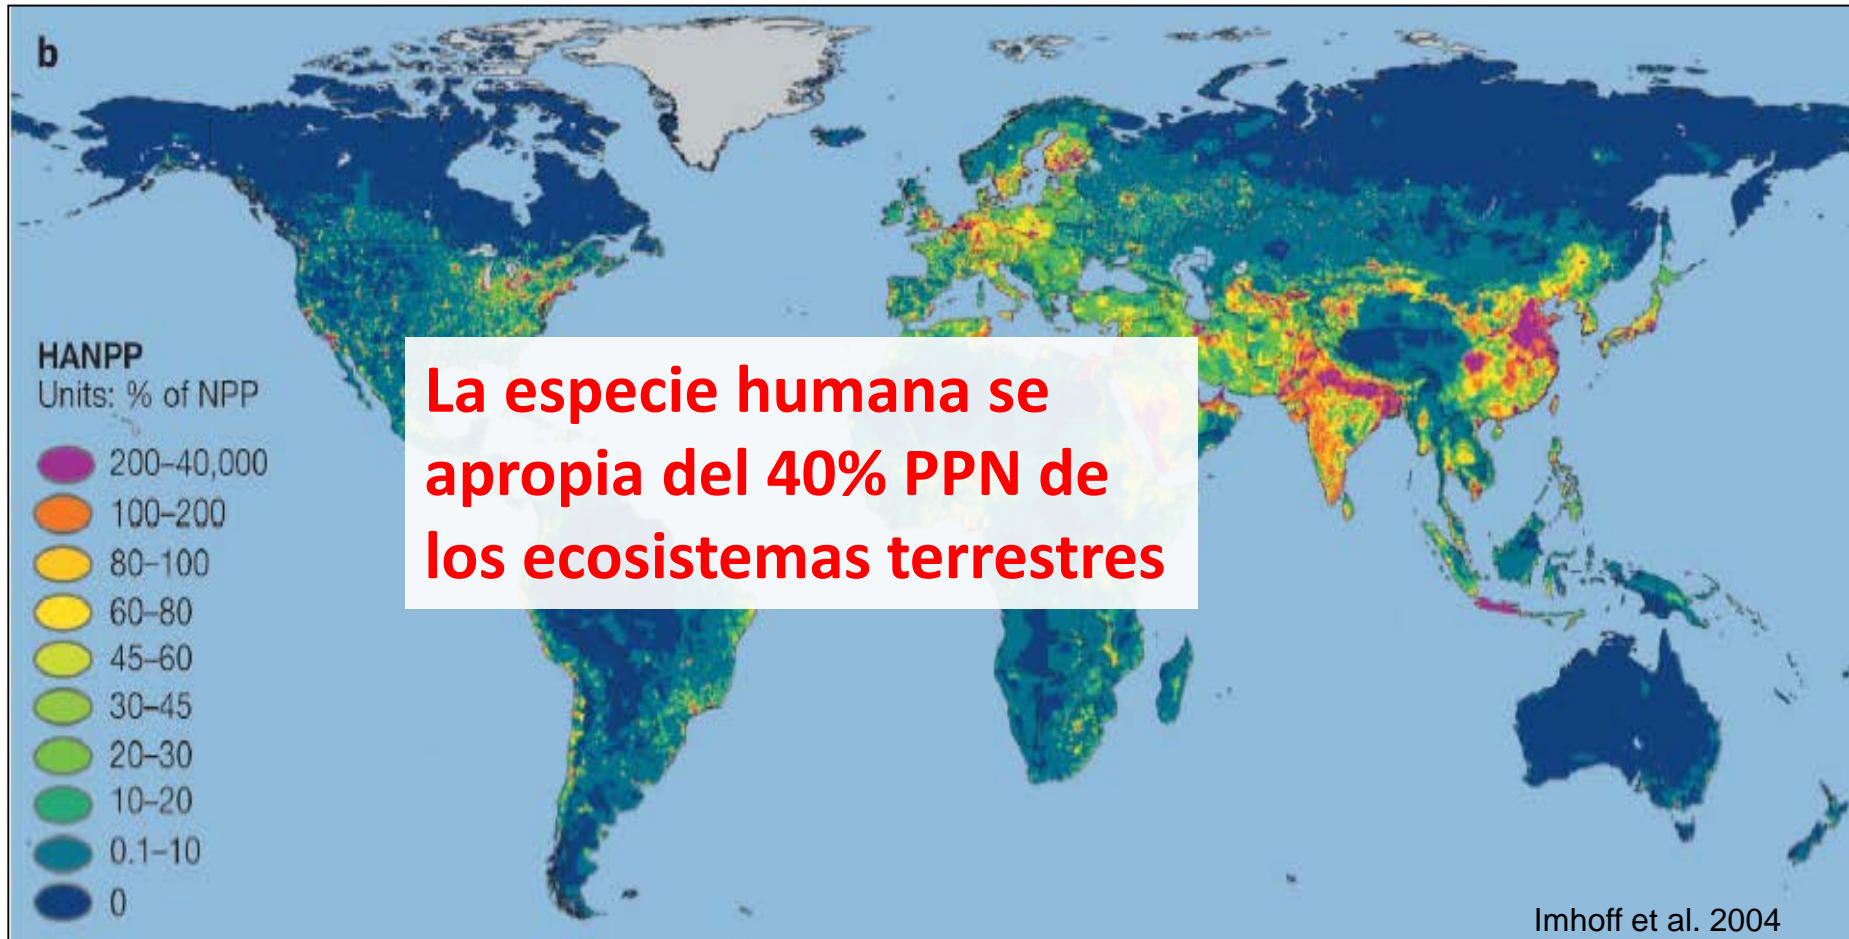 b
HANPP
Units: % of NPP
200–40,000
100–200
80–100
60–80
45–60
30–45
20–30
10–20
0.1–10
0
La especie humana se
apropia del 40% PPN de
los ecosistemas terrestres
Imhoff et al. 2004